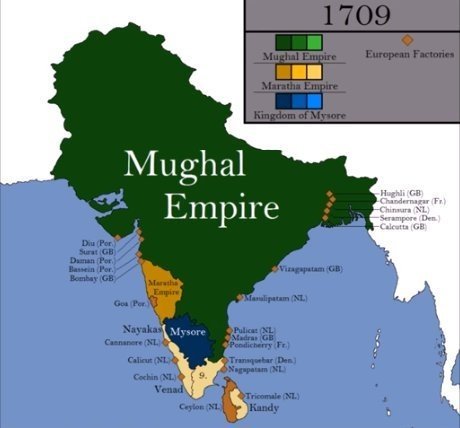 1709
Mughal Empire
European Factories
Maratha Empire
Kingdom of Mysore
Mughal
Empire
Hughli (GB)
Chandernagar (Fr.)
Chinsura (NL)
Serampore (Den.)
Calcutta (GB)
Diu (Por.)
Surat (GB)
Daman (Por.)
Bassein (Por.)
Bombay (GB)
Vizagapatam (GB)
Maratha
Empire
Goa (Por.)
Masulipatam (NL)
Nayakas
Mysore
Pulicat (NL)
Madras (GB)
Pondicherry (Fr.)
Cannanore (NL)
Calicut (NL)
Transquebar (Den.)
Nagapatam (NL)
Cochin (NL)
9.
Venad
Tricomale (NL)
Ceylon (NL)
Kandy